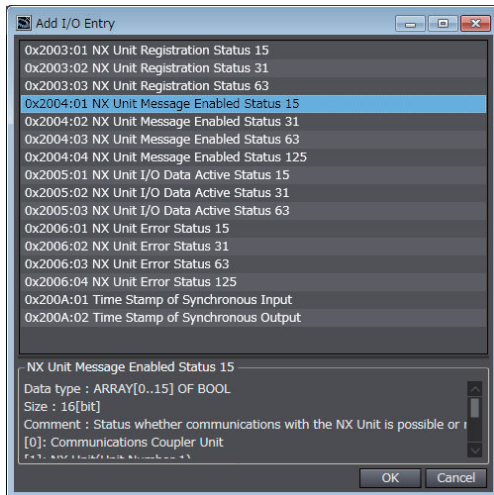 Add I/O Entry
0x2003:01 NX Unit Registration Status 15
0x2003:02 NX Unit Registration Status 31
0x2003:03 NX Unit Registration Status 63
0x2004:01 NX Unit Message Enabled Status 15
0x2004:02 NX Unit Message Enabled Status 31
0x2004:03 NX Unit Message Enabled Status 63
0x2004:04 NX Unit Message Enabled Status 125
0x2005:01 NX Unit I/O Data Active Status 15
0x2005:02 NX Unit I/O Data Active Status 31
0x2005:03 NX Unit I/O Data Active Status 63
0x2006:01 NX Unit Error Status 15
0x2006:02 NX Unit Error Status 31
0x2006:03 NX Unit Error Status 63
0x2006:04 NX Unit Error Status 125
0x200A:01 Time Stamp of Synchronous Input
0x200A:02 Time Stamp of Synchronous Output
NX Unit Message Enabled Status 15
Data type : ARRAY[0..15] OF BOOL
Size : 16[bit]
Comment : Status whether communications with the NX Unit is possible or
[0]: Communications Coupler Unit
[1]: NX Unit(Unit Number 1)
OK Cancel